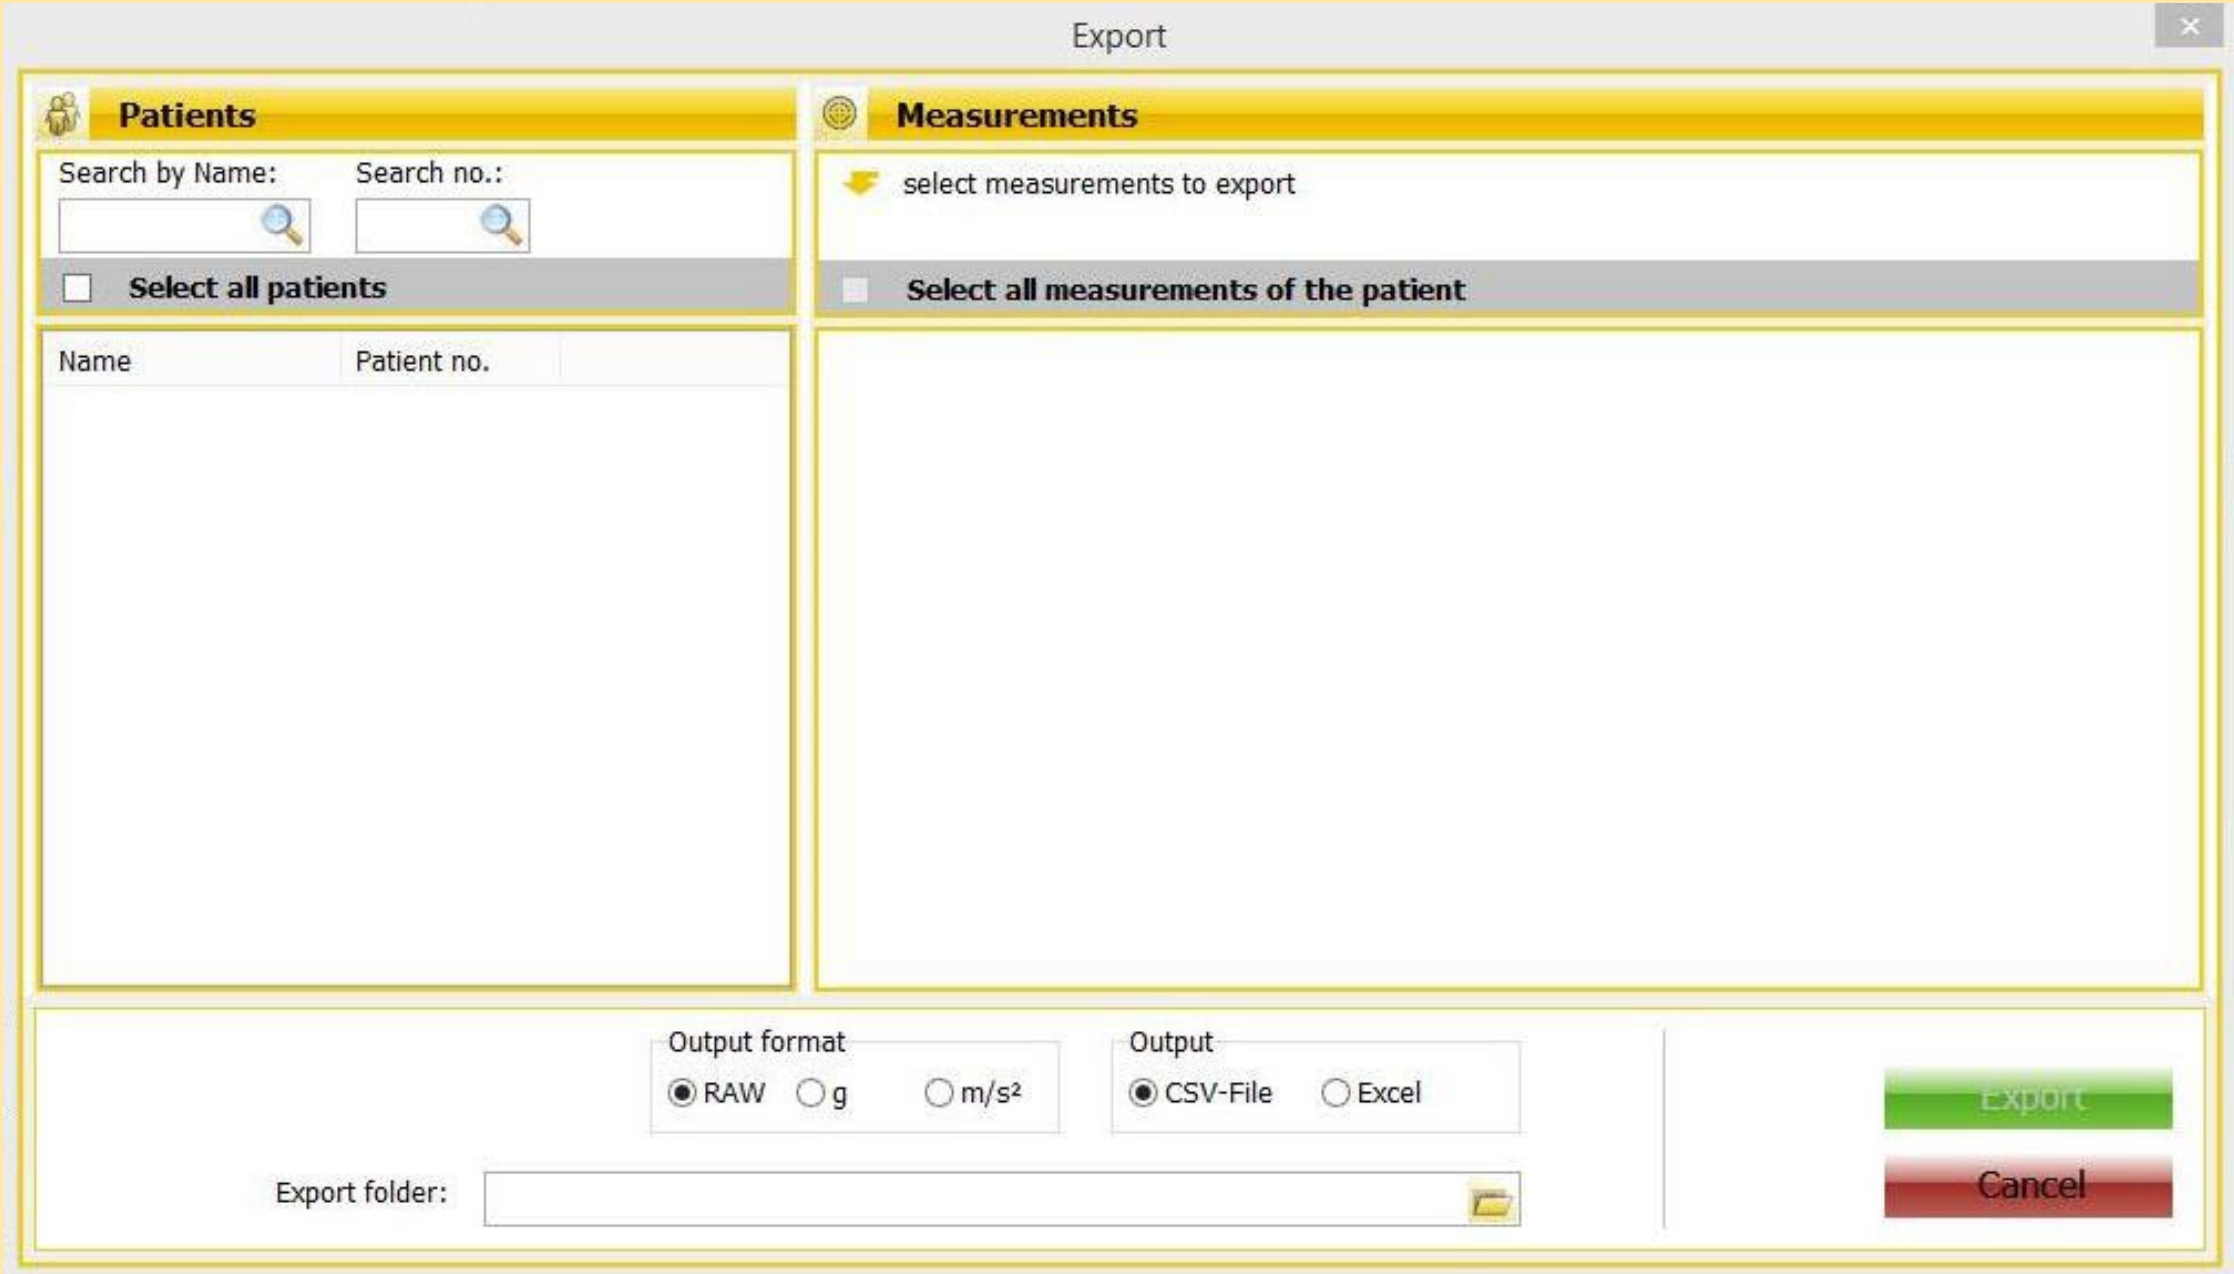 Export
Patients
Search by Name: Search no.:
Select all patients
Name Patient no.
Measurements
select measurements to export
Select all measurements of the patient
Output format
RAW g m/s²
Output
CSV-File Excel
Export folder:
Export
Cancel